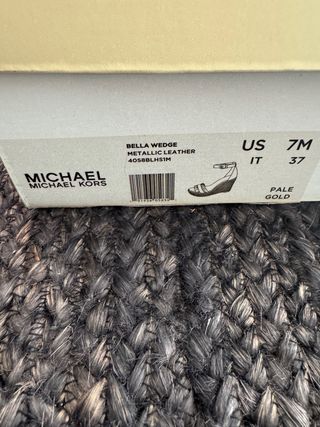 BELLA WEDGE
METALLIC LEATHER
40S8BLHS1M
MICHAEL
MICHAEL KORS
US 7M
IT 37
PALE
GOLD